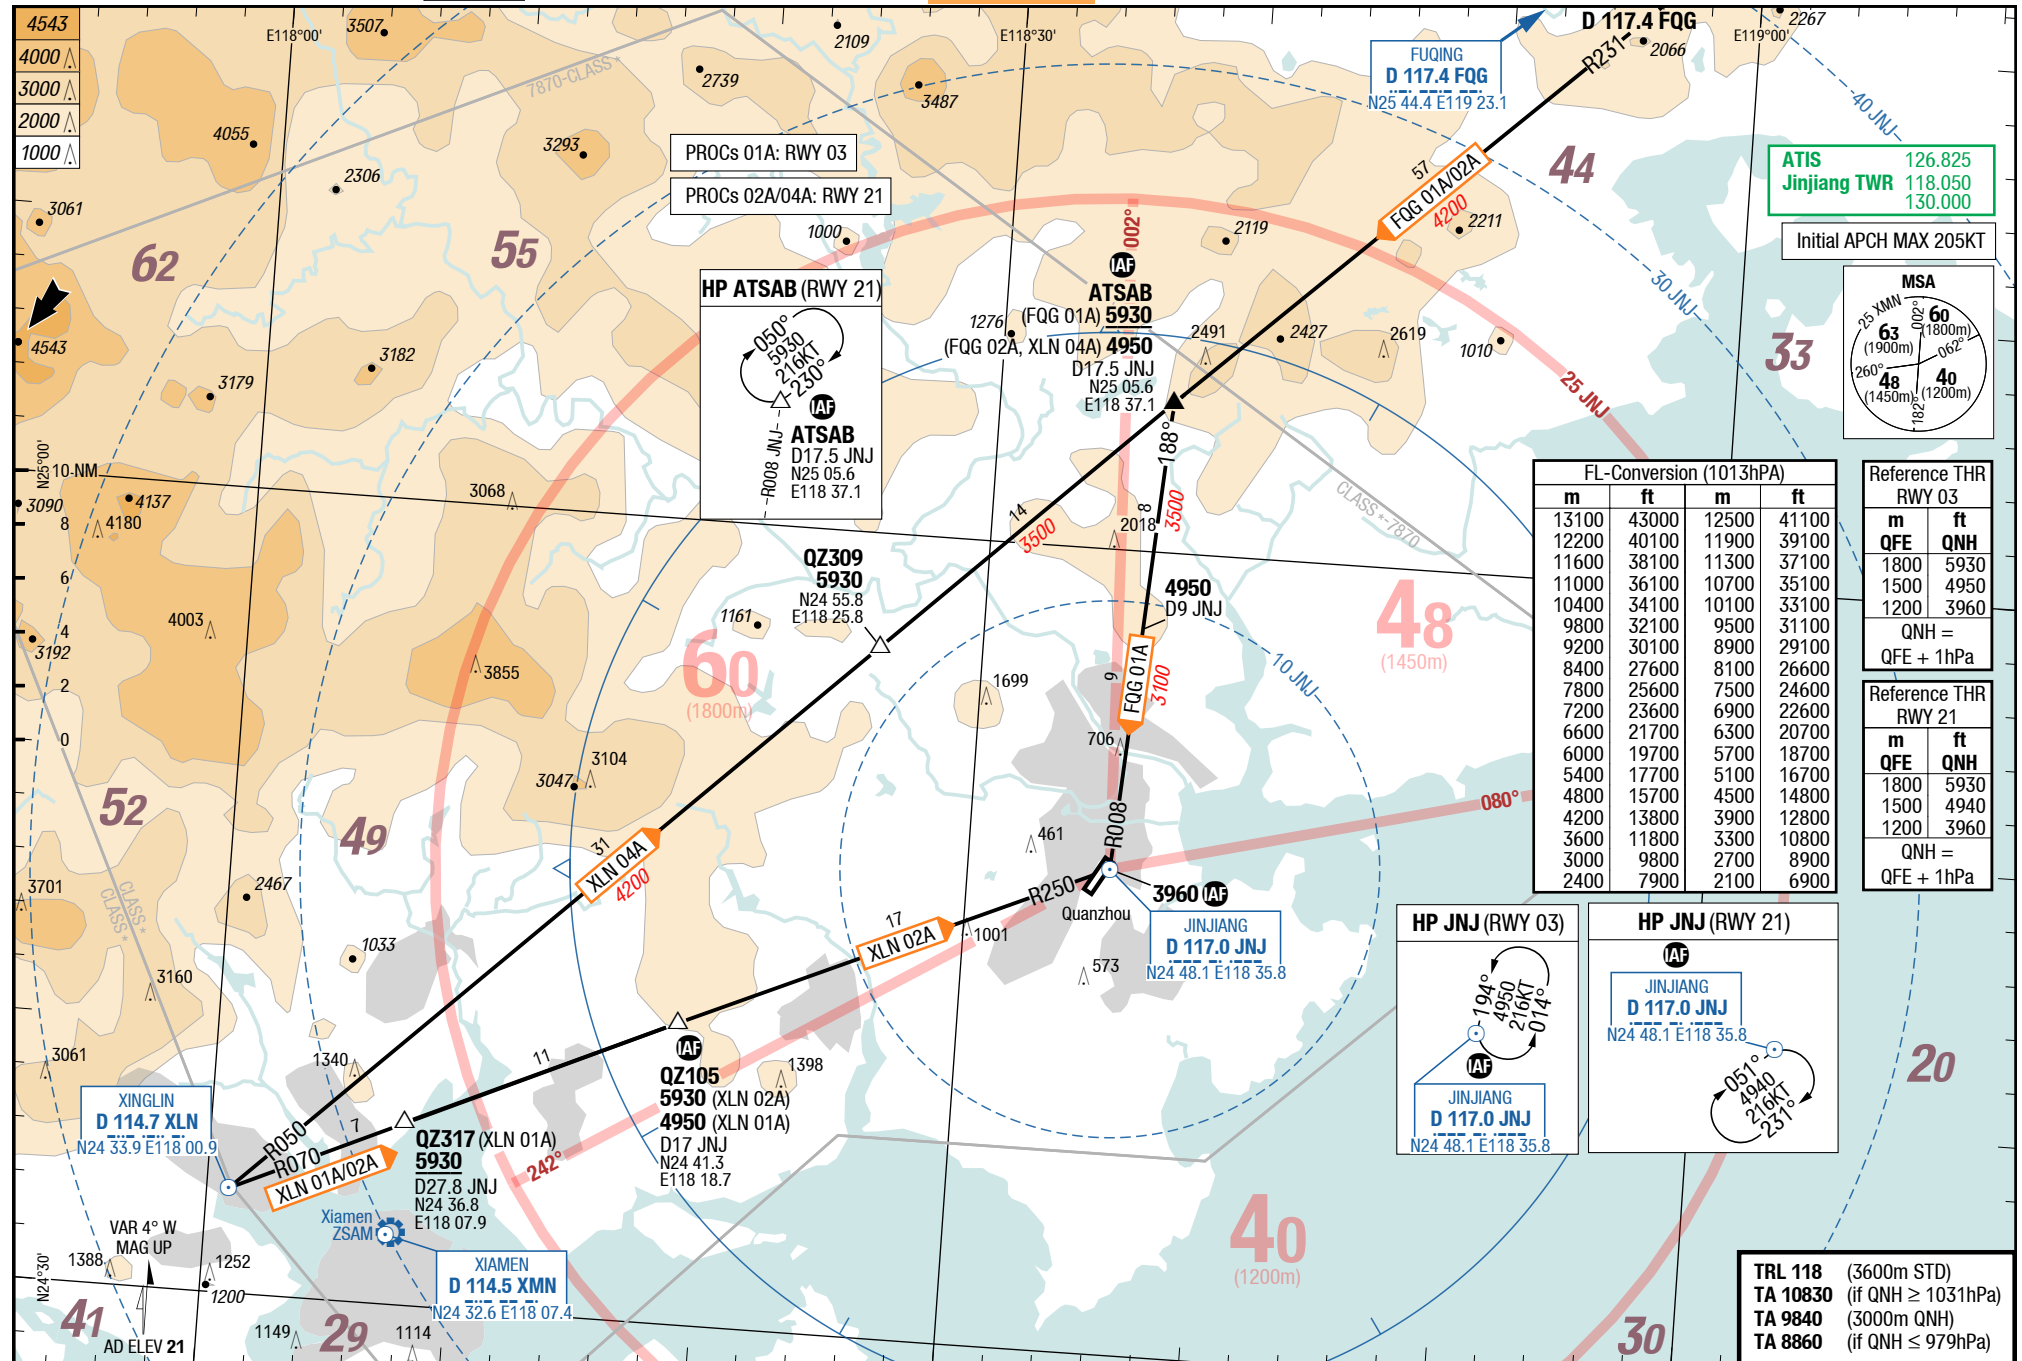 4543
4000
3000
2000
1000
E118°00'
3507
2109
E118°30'
D 117.4 FQG
2267
E119°00'
2066
R231
7870-CLASS *
2739
3487
FUQING
D 117.4 FQG
N25 44.4 E119 23.1
40 JNJ
4055
3293
2306
3061
PROCs 01A: RWY 03
PROCs 02A/04A: RWY 21
44
ATIS 126.825
Jinjiang TWR 118.050
130.000
Initial APCH MAX 205KT
57
FQG 01A/02A
4200
2211
2119
1000
002°
62
55
30 JNJ
MSA
25 XMN
002°
63
(1900m)
60
(1800m)
062°
260°
48
(1450m)
40
(1200m)
182°
HP ATSAB (RWY 21)
050°
5930
216KT
230°
IAF
R008 JNJ
ATSAB
D17.5 JNJ
N25 05.6
E118 37.1
IAF
ATSAB
(FQG 01A) 5930
(FQG 02A, XLN 04A) 4950
D17.5 JNJ
N25 05.6
E118 37.1
1276
2491
2427
2619
1010
33
25 JNJ
4543
3182
3179
N25°00'
10 NM
8
6
4
2
0
3090
4137
4180
3068
188°
14
3500
8
3500
2018
CLASS *-7870
QZ309
5930
N24 55.8
E118 25.8
4950
D9 JNJ
4003
3192
3855
1161
60
(1800m)
48
(1450m)
10 JNJ
1699
9
FQG 01A
3100
706
FL-Conversion (1013hPA)
m ft m ft
13100 43000 12500 41100
12200 40100 11900 39100
11600 38100 11300 37100
11000 36100 10700 35100
10400 34100 10100 33100
9800 32100 9500 31100
9200 30100 8900 29100
8400 27600 8100 26600
7800 25600 7500 24600
7200 23600 6900 22600
6600 21700 6300 20700
6000 19700 5700 18700
5400 17700 5100 16700
4800 15700 4500 14800
4200 13800 3900 12800
3600 11800 3300 10800
3000 9800 2700 8900
2400 7900 2100 6900
Reference THR
RWY 03
m ft
QFE QNH
1800 5930
1500 4950
1200 3960
QNH =
QFE + 1hPa
Reference THR
RWY 21
m ft
QFE QNH
1800 5930
1500 4940
1200 3960
QNH =
QFE + 1hPa
3104
3047
52
49
080°
461
R008
31
XLN 04A
4200
3701
CLASS *
CLASS *
2467
R250
3960 IAF
Quanzhou
17
XLN 02A
1001
573
JINJIANG
D 117.0 JNJ
N24 48.1 E118 35.8
1033
3160
HP JNJ (RWY 03)
194°
4950
216KT
014°
IAF
JINJIANG
D 117.0 JNJ
N24 48.1 E118 35.8
HP JNJ (RWY 21)
IAF
JINJIANG
D 117.0 JNJ
N24 48.1 E118 35.8
051°
4940
216KT
231°
3061
1340
11
IAF
QZ105
5930 (XLN 02A)
4950 (XLN 01A)
D17 JNJ
N24 41.3
E118 18.7
1398
20
XINGLIN
D 114.7 XLN
N24 33.9 E118 00.9
R050
R070
7
XLN 01A/02A
QZ317 (XLN 01A)
5930
D27.8 JNJ
N24 36.8
E118 07.9
242°
Xiamen
ZSAM
XIAMEN
D 114.5 XMN
N24 32.6 E118 07.4
VAR 4° W
MAG UP
1388
1252
1200
N24°30'
41
AD ELEV 21
1149
29
1114
40
(1200m)
30
TRL 118 (3600m STD)
TA 10830 (if QNH ≥ 1031hPa)
TA 9840 (3000m QNH)
TA 8860 (if QNH ≤ 979hPa)